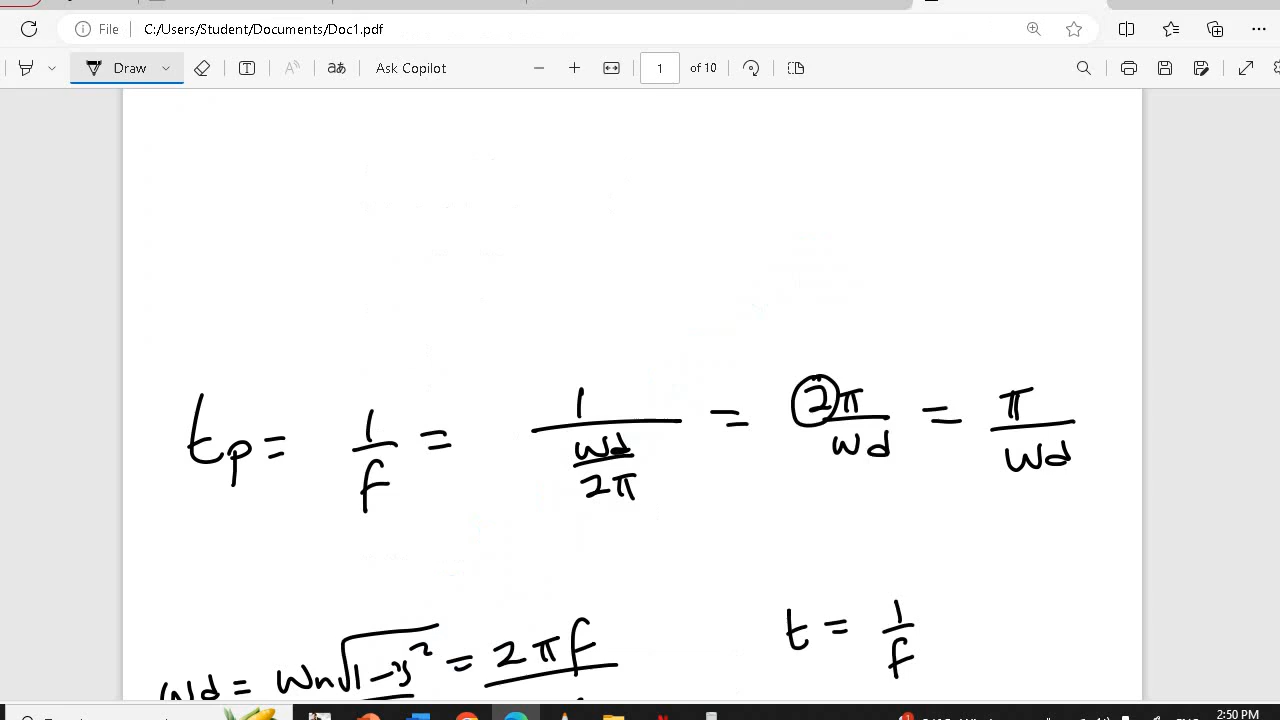 File C:/Users/Student/Documents/Doc1.pdf
Draw Ask Copilot 1 of 10
tp = 1/f = 1/(wd/2π) = 2π/wd = π/wd
t = 1/f
wd = wn√1-ζ² = 2πf
2:50 PM